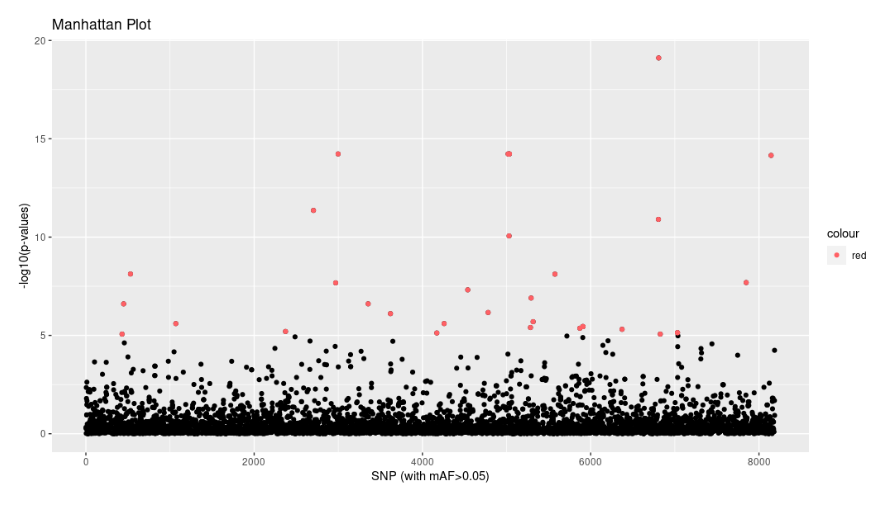 Manhattan Plot
20
15
10
5
0
-log10(p-values)
0 2000 4000 6000 8000
SNP (with mAF>0.05)
colour
red